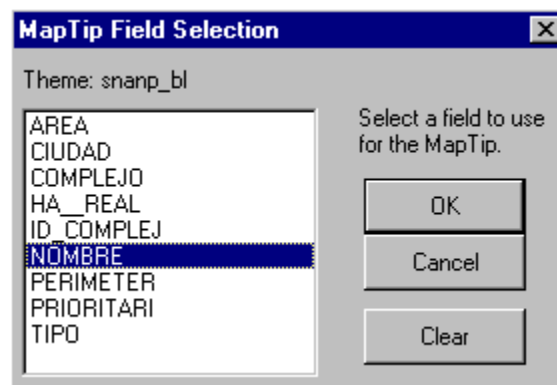 MapTip Field Selection
Theme: snanp_bl
AREA
CIUDAD
COMPLEJO
HA__REAL
ID_COMPLEJ
NOMBRE
PERIMETER
PRIORITARI
TIPO
Select a field to use
for the MapTip.
OK
Cancel
Clear